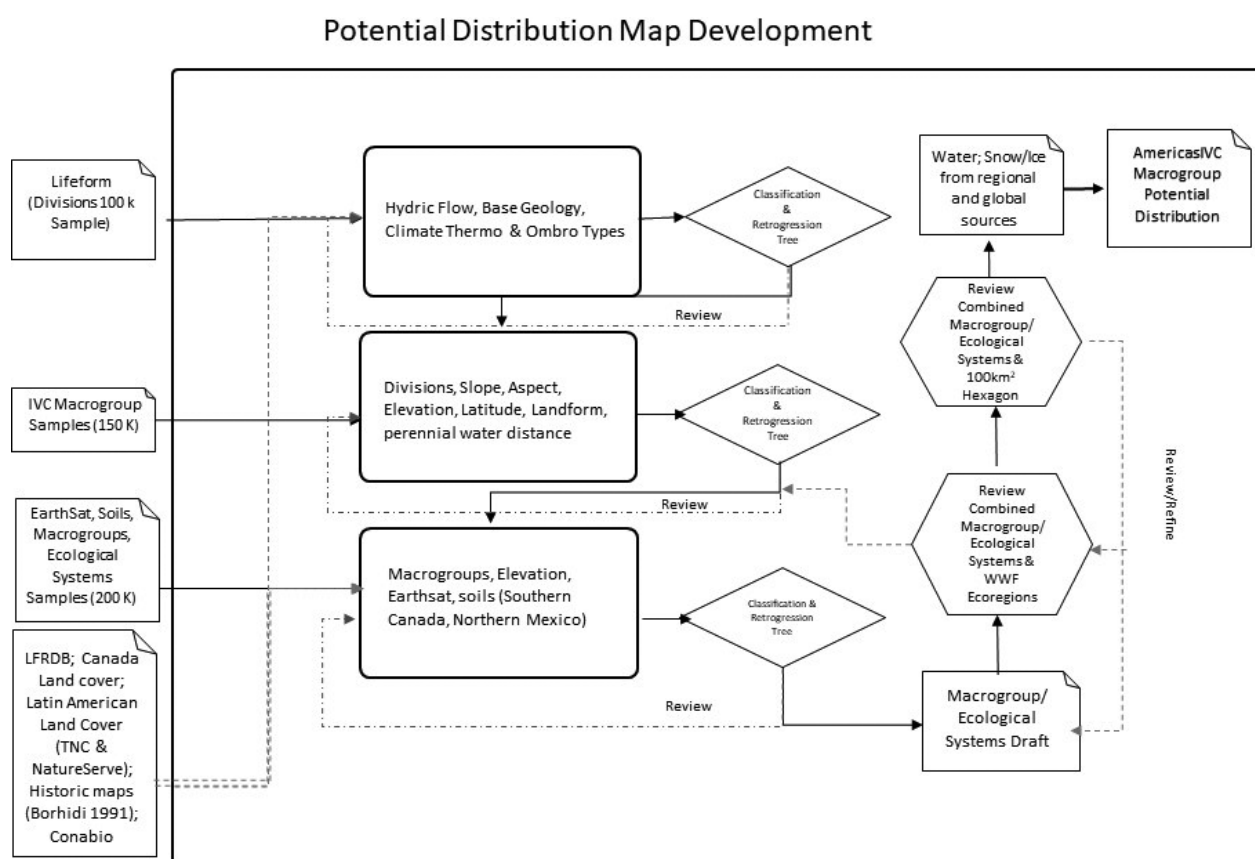 Potential Distribution Map Development
Lifeform
(Divisions 100 k
Sample)
Hydric Flow, Base Geology,
Climate Thermo & Ombro Types
Classification
&
Retrogression
Tree
Review
Water; Snow/Ice
from regional
and global
sources
AmericasIVC
Macrogroup
Potential
Distribution
IVC Macrogroup
Samples (150 K)
Divisions, Slope, Aspect,
Elevation, Latitude, Landform,
perennial water distance
Classification
&
Retrogression
Tree
Review
Review
Combined
Macrogroup/
Ecological
Systems &
100km²
Hexagon
Review/Refine
EarthSat, Soils,
Macrogroups,
Ecological
Systems
Samples (200 K)
Macrogroups, Elevation,
Earthsat, soils (Southern
Canada, Northern Mexico)
Classification &
Retrogression
Tree
Review
Review
Combined
Macrogroup/
Ecological
Systems &
WWF
Ecoregions
LFRDB; Canada
Land cover;
Latin American
Land Cover
(TNC &
NatureServe);
Historic maps
(Borhidi 1991);
Conabio
Macrogroup/
Ecological
Systems Draft